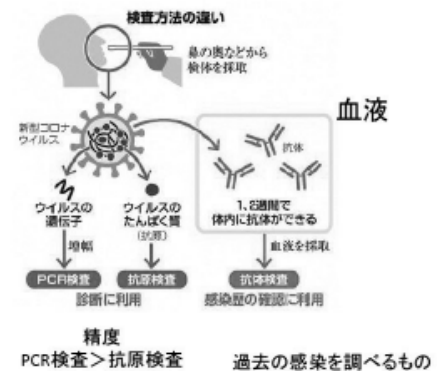 検査方法の違い
鼻の奥などから
検体を採取
血液
新型コロナ
ウイルス
抗体
ウイルスの
遺伝子
ウイルスの
たんぱく質
(抗原)
1、2週間で
体内に抗体ができる
増幅
血液を採取
PCR検査
抗原検査
抗体検査
診断に利用
感染歴の確認に利用
精度
PCR検査＞抗原検査
過去の感染を調べるもの